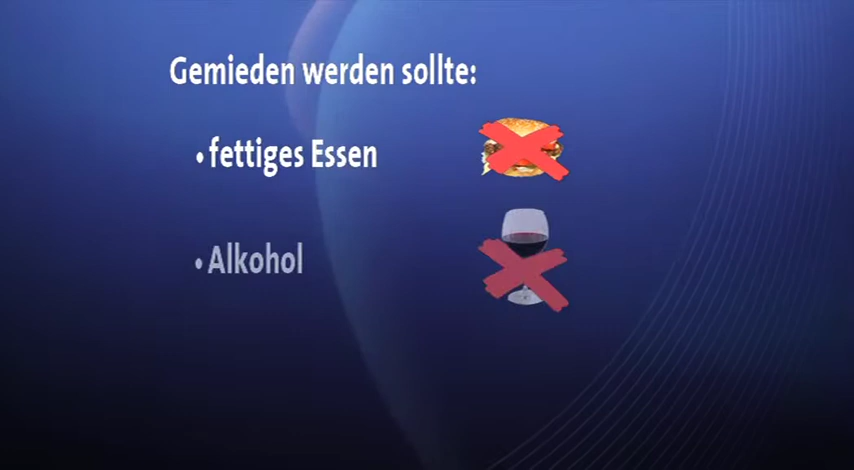 Gemieden werden sollte:
• fettiges Essen
• Alkohol